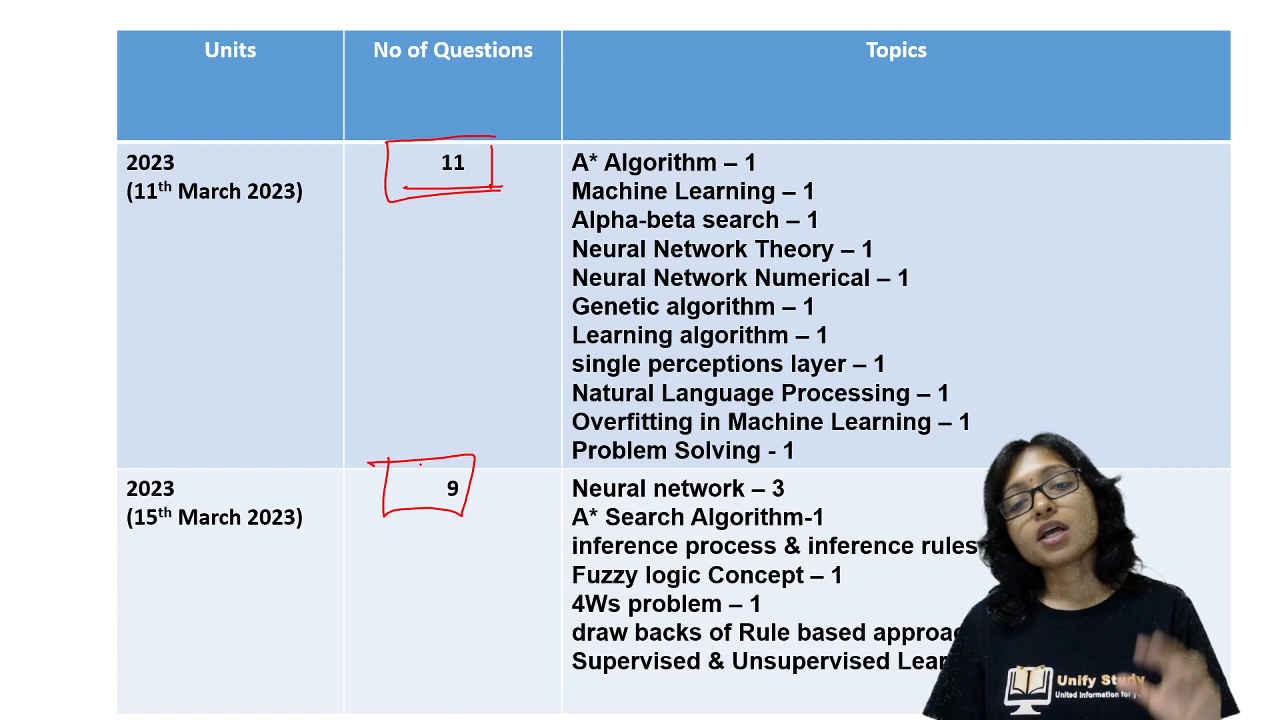 Units No of Questions Topics
2023 11 A* Algorithm – 1
(11th March 2023) Machine Learning – 1
Alpha-beta search – 1
Neural Network Theory – 1
Neural Network Numerical – 1
Genetic algorithm – 1
Learning algorithm – 1
single perceptions layer – 1
Natural Language Processing – 1
Overfitting in Machine Learning – 1
Problem Solving - 1
2023 9 Neural network – 3
(15th March 2023) A* Search Algorithm-1
inference process & inference rules
Fuzzy logic Concept – 1
4Ws problem – 1
draw backs of Rule based
Supervised & Unsupervised
Unify Study
United Information for